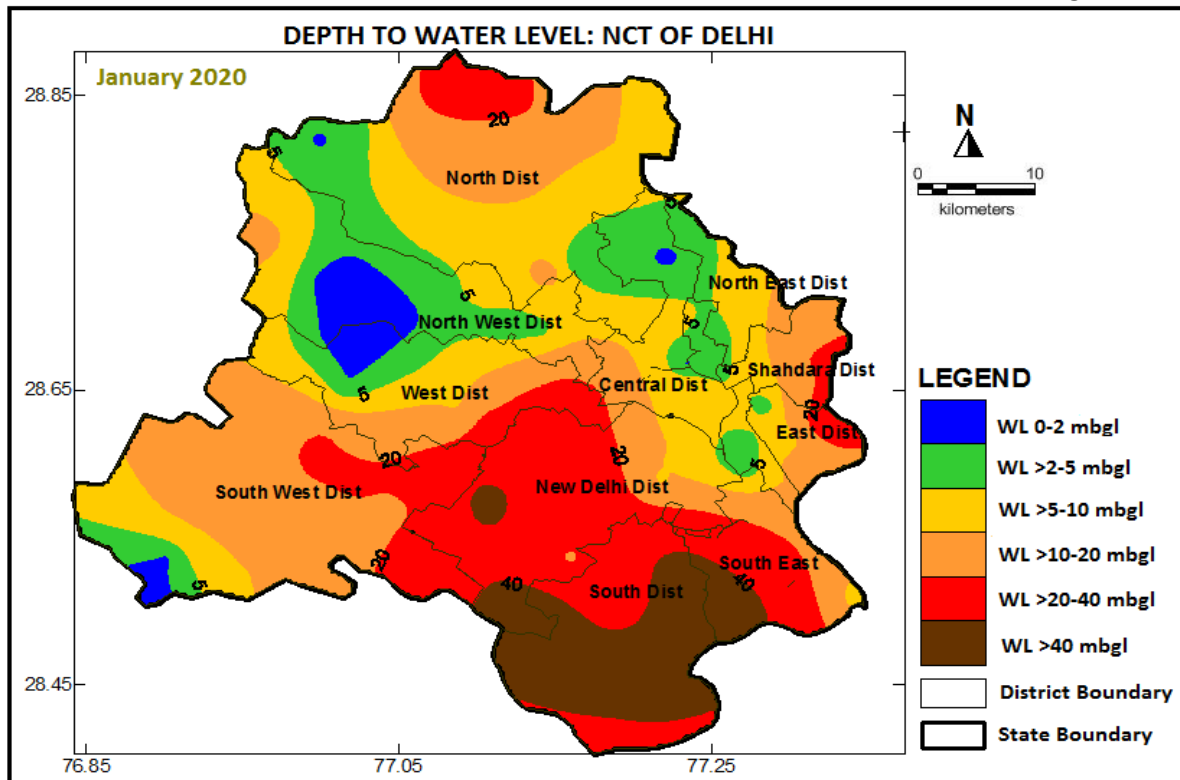 DEPTH TO WATER LEVEL: NCT OF DELHI
January 2020
28.85
28.65
28.45
76.85
77.05
77.25
N
0
10
kilometers
20
5
North Dist
5
North East Dist
5
North West Dist
5
5
Shahdara Dist
5
West Dist
Central Dist
20
East Dist
20
20
5
South West Dist
New Delhi Dist
20
South East
5
40
South Dist
40
LEGEND
WL 0-2 mbgl
WL >2-5 mbgl
WL >5-10 mbgl
WL >10-20 mbgl
WL >20-40 mbgl
WL >40 mbgl
District Boundary
State Boundary